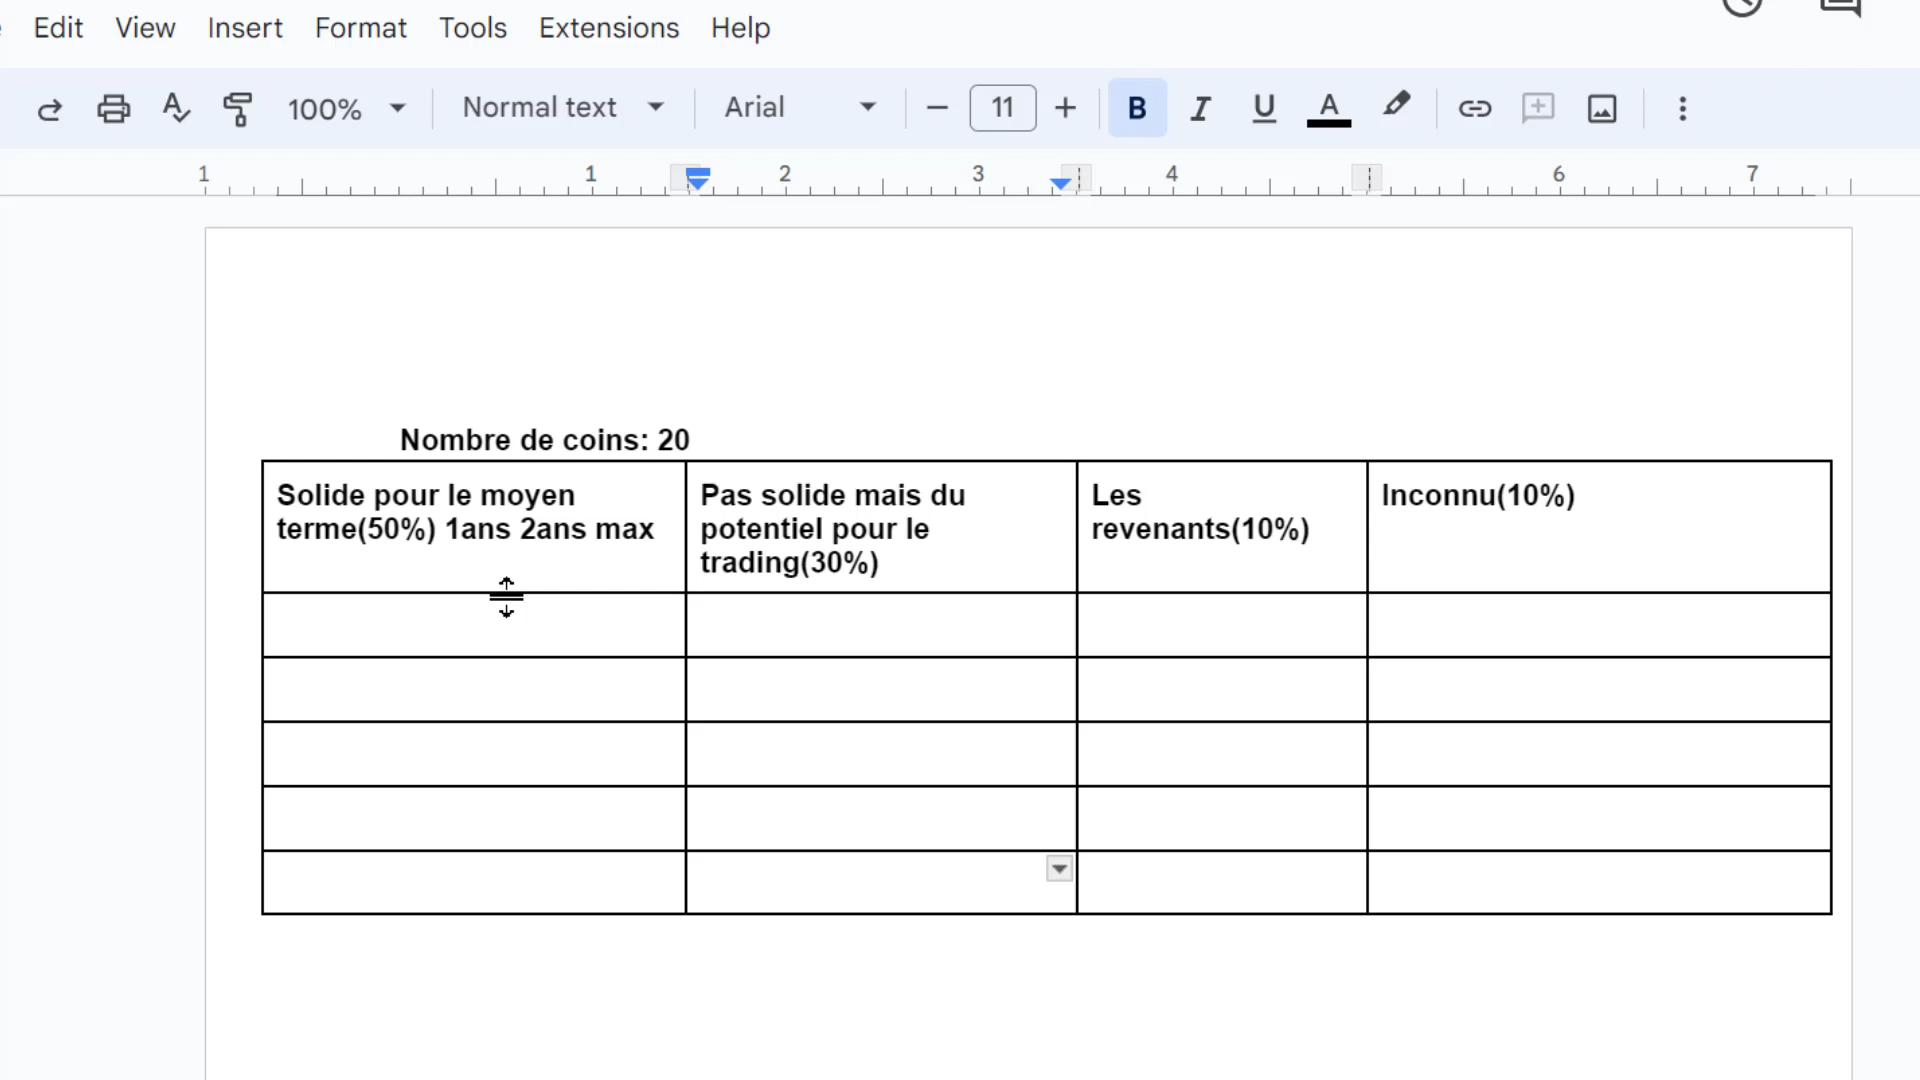 Edit View Insert Format Tools Extensions Help
100% Normal text Arial 11 B I U A
1 1 2 3 4 6 7
Nombre de coins: 20
Solide pour le moyen
terme(50%) 1ans 2ans max
Pas solide mais du
potentiel pour le
trading(30%)
Les
revenants(10%)
Inconnu(10%)